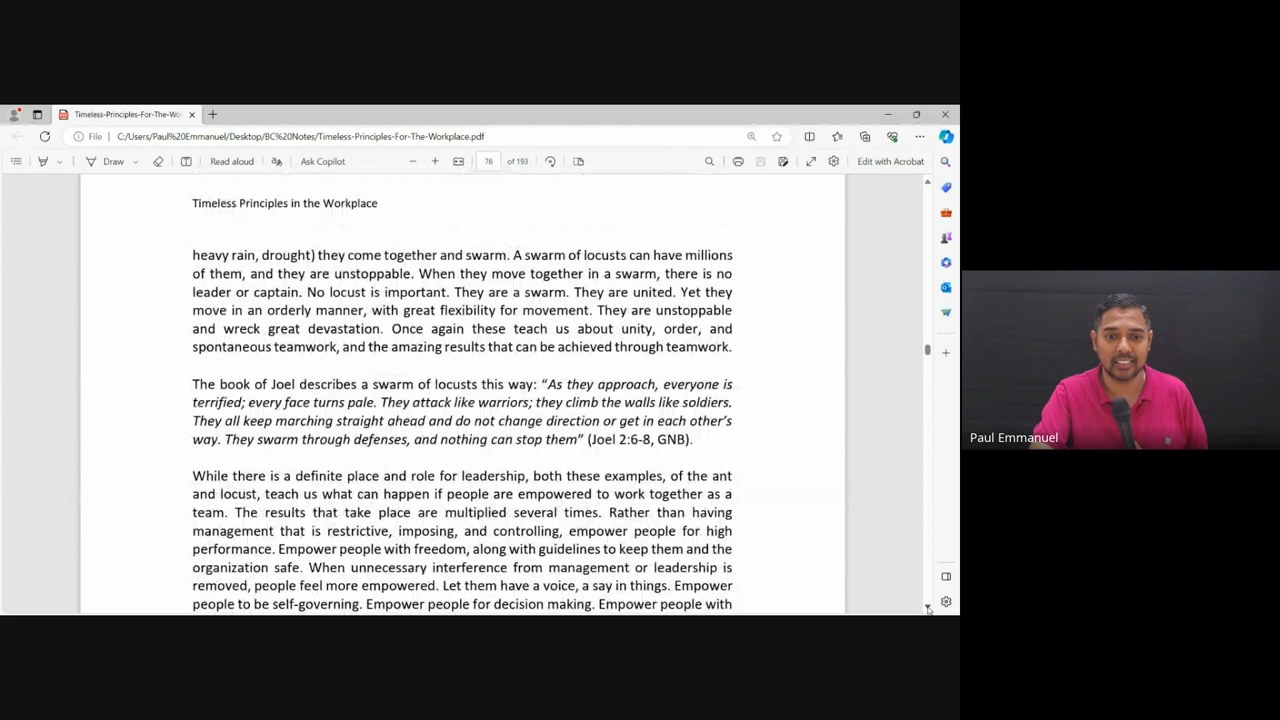 Timeless-Principles-For-The-Wo
File
C:/Users/Paul%20Emmanuel/Desktop/BC%20Notes/Timeless-Principles-For-The-Workplace.pdf
Draw
Read aloud
Ask Copilot
76 of 193
Edit with Acrobat
Timeless Principles in the Workplace
heavy rain, drought) they come together and swarm. A swarm of locusts can have millions
of them, and they are unstoppable. When they move together in a swarm, there is no
leader or captain. No locust is important. They are a swarm. They are united. Yet they
move in an orderly manner, with great flexibility for movement. They are unstoppable
and wreck great devastation. Once again these teach us about unity, order, and
spontaneous teamwork, and the amazing results that can be achieved through teamwork.
The book of Joel describes a swarm of locusts this way: “As they approach, everyone is
terrified; every face turns pale. They attack like warriors; they climb the walls like soldiers.
They all keep marching straight ahead and do not change direction or get in each other’s
way. They swarm through defenses, and nothing can stop them” (Joel 2:6-8, GNB).
While there is a definite place and role for leadership, both these examples, of the ant
and locust, teach us what can happen if people are empowered to work together as a
team. The results that take place are multiplied several times. Rather than having
management that is restrictive, imposing, and controlling, empower people for high
performance. Empower people with freedom, along with guidelines to keep them and the
organization safe. When unnecessary interference from management or leadership is
removed, people feel more empowered. Let them have a voice, a say in things. Empower
people to be self-governing. Empower people for decision making. Empower people with
Paul Emmanuel